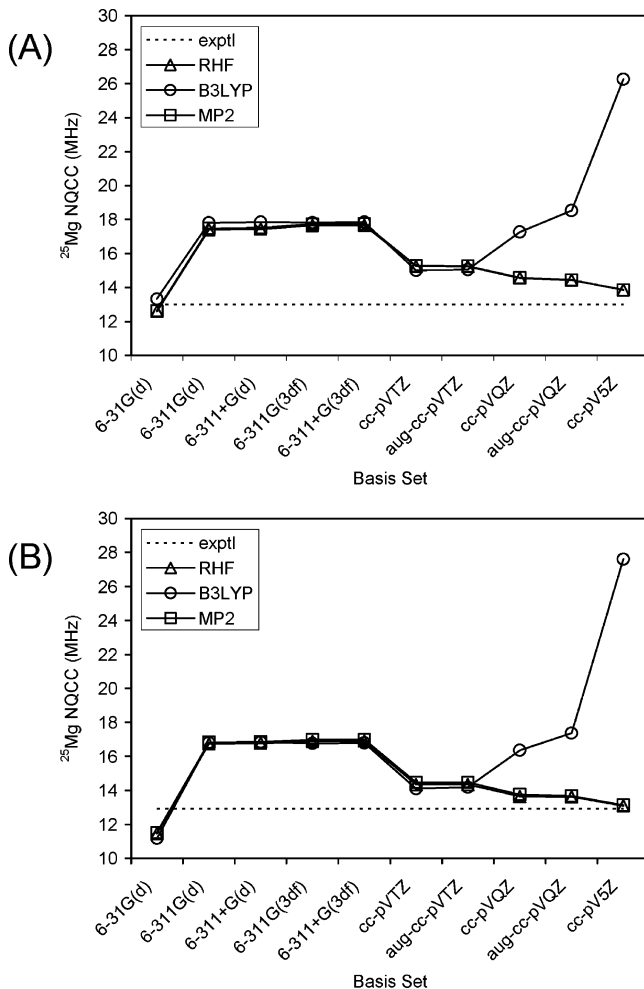 (A)
30
28
26
24
22
20
18
16
14
12
10
²⁵Mg NQCC (MHz)
exptl
RHF
B3LYP
MP2
6-31G(d)
6-311G(d)
6-311+G(d)
6-311G(3df)
6-311+G(3df)
cc-pVTZ
aug-cc-pVTZ
cc-pVQZ
aug-cc-pVQZ
cc-pV5Z
Basis Set
(B)
30
28
26
24
22
20
18
16
14
12
10
²⁵Mg NQCC (MHz)
exptl
RHF
B3LYP
MP2
6-31G(d)
6-311G(d)
6-311+G(d)
6-311G(3df)
6-311+G(3df)
cc-pVTZ
aug-cc-pVTZ
cc-pVQZ
aug-cc-pVQZ
cc-pV5Z
Basis Set